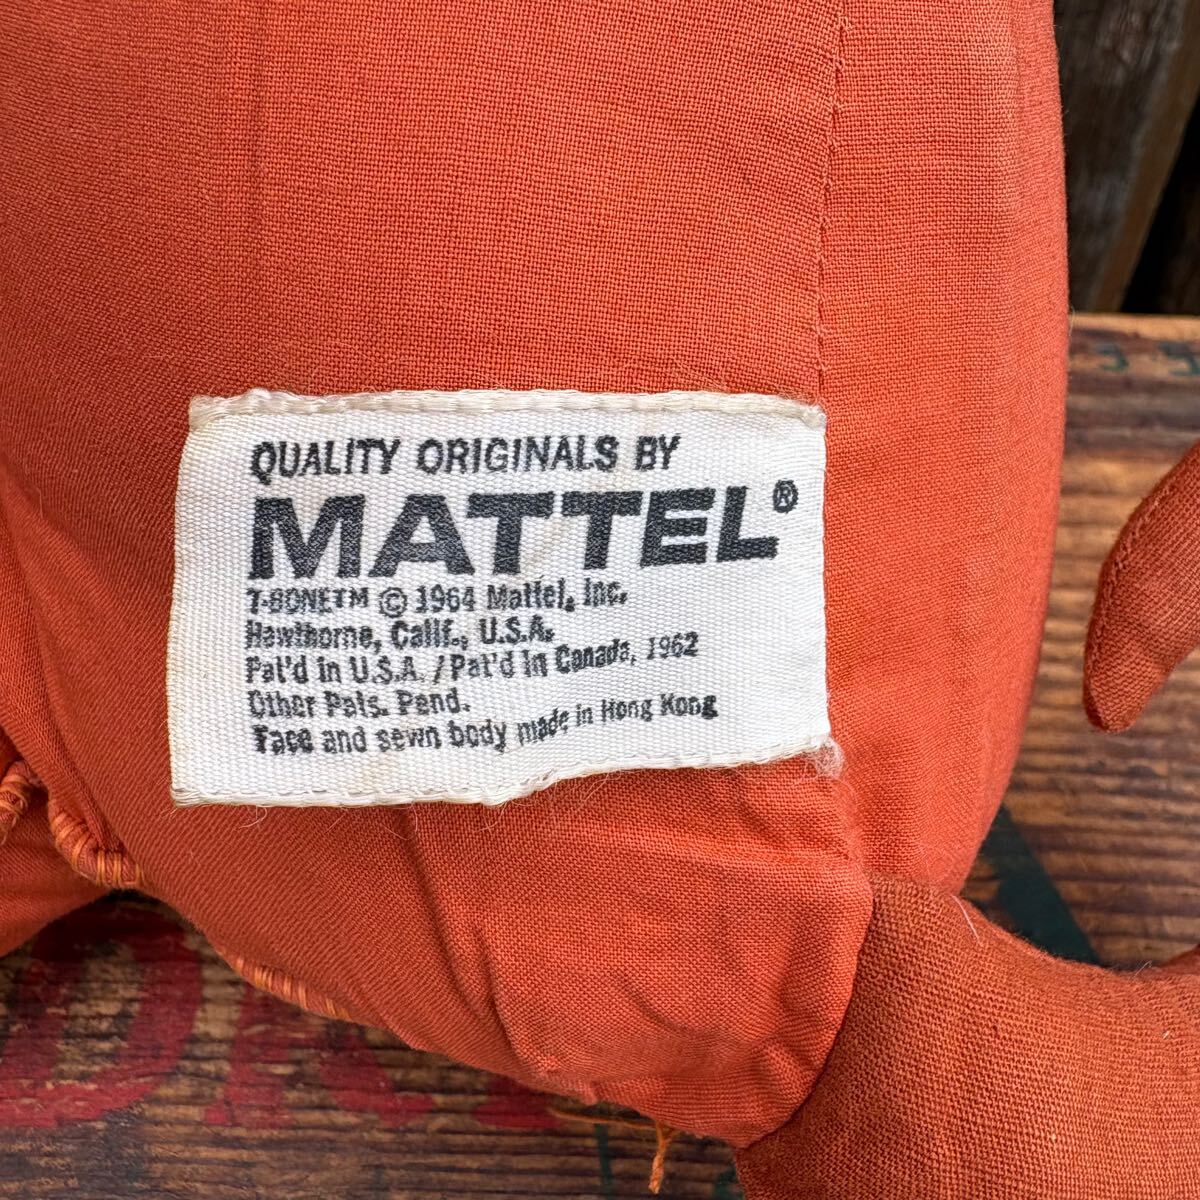 QUALITY ORIGINALS BY
MATTEL®
T-BONE™ © 1964 Mattel, Inc.
Hawthorne, Calif., U.S.A.
Pat'd in U.S.A./Pat'd in Canada, 1962
Other Pats. Pend.
Face and sewn body made in Hong Kong